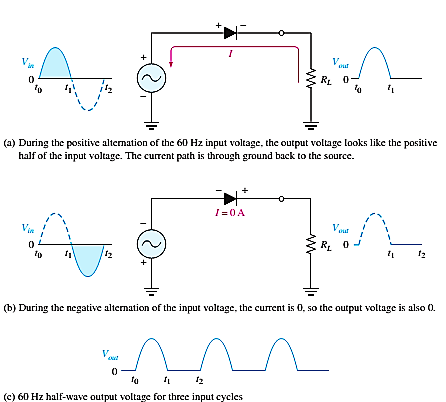 + −
V_in V_out
+ I
0 t0 t1 t2 R_L 0 t0 t1
−
(a) During the positive alternation of the 60 Hz input voltage, the output voltage looks like the positive
half of the input voltage. The current path is through ground back to the source.
− +
I = 0 A
V_in − V_out
0 t0 t1 t2 R_L 0 t0 t1 t2
+
(b) During the negative alternation of the input voltage, the current is 0, so the output voltage is also 0.
V_out
0
t0 t1 t2
(c) 60 Hz half-wave output voltage for three input cycles